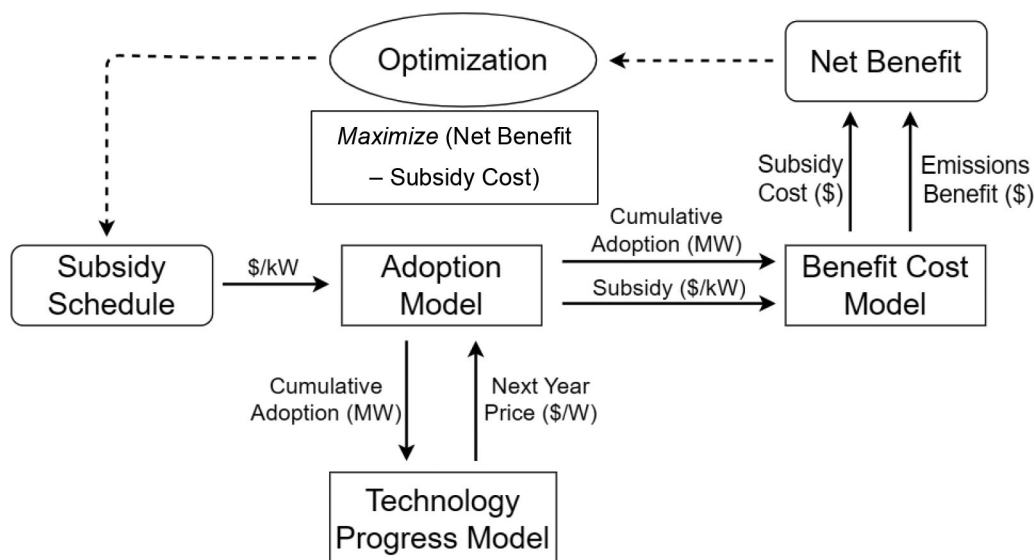 Optimization
Net Benefit
Maximize (Net Benefit
– Subsidy Cost)
Subsidy
Cost ($)
Emissions
Benefit ($)
Subsidy
Schedule
$/kW
Adoption
Model
Cumulative
Adoption (MW)
Subsidy ($/kW)
Benefit Cost
Model
Cumulative
Adoption (MW)
Next Year
Price ($/W)
Technology
Progress Model